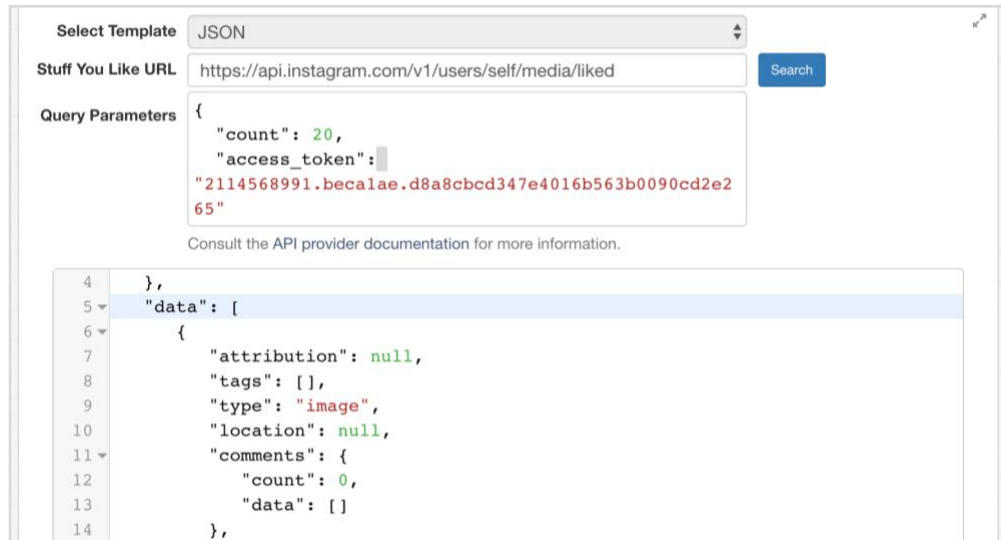 Select Template JSON
Stuff You Like URL https://api.instagram.com/v1/users/self/media/liked Search
Query Parameters {
"count": 20,
"access_token":
"2114568991.beca1ae.d8a8cbcd347e4016b563b0090cd2e2
65"
Consult the API provider documentation for more information.
4 },
5 "data": [
6 {
7 "attribution": null,
8 "tags": [],
9 "type": "image",
10 "location": null,
11 "comments": {
12 "count": 0,
13 "data": []
14 },